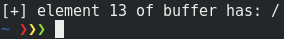 [+] element 13 of buffer has: /
~ ❯❯❯